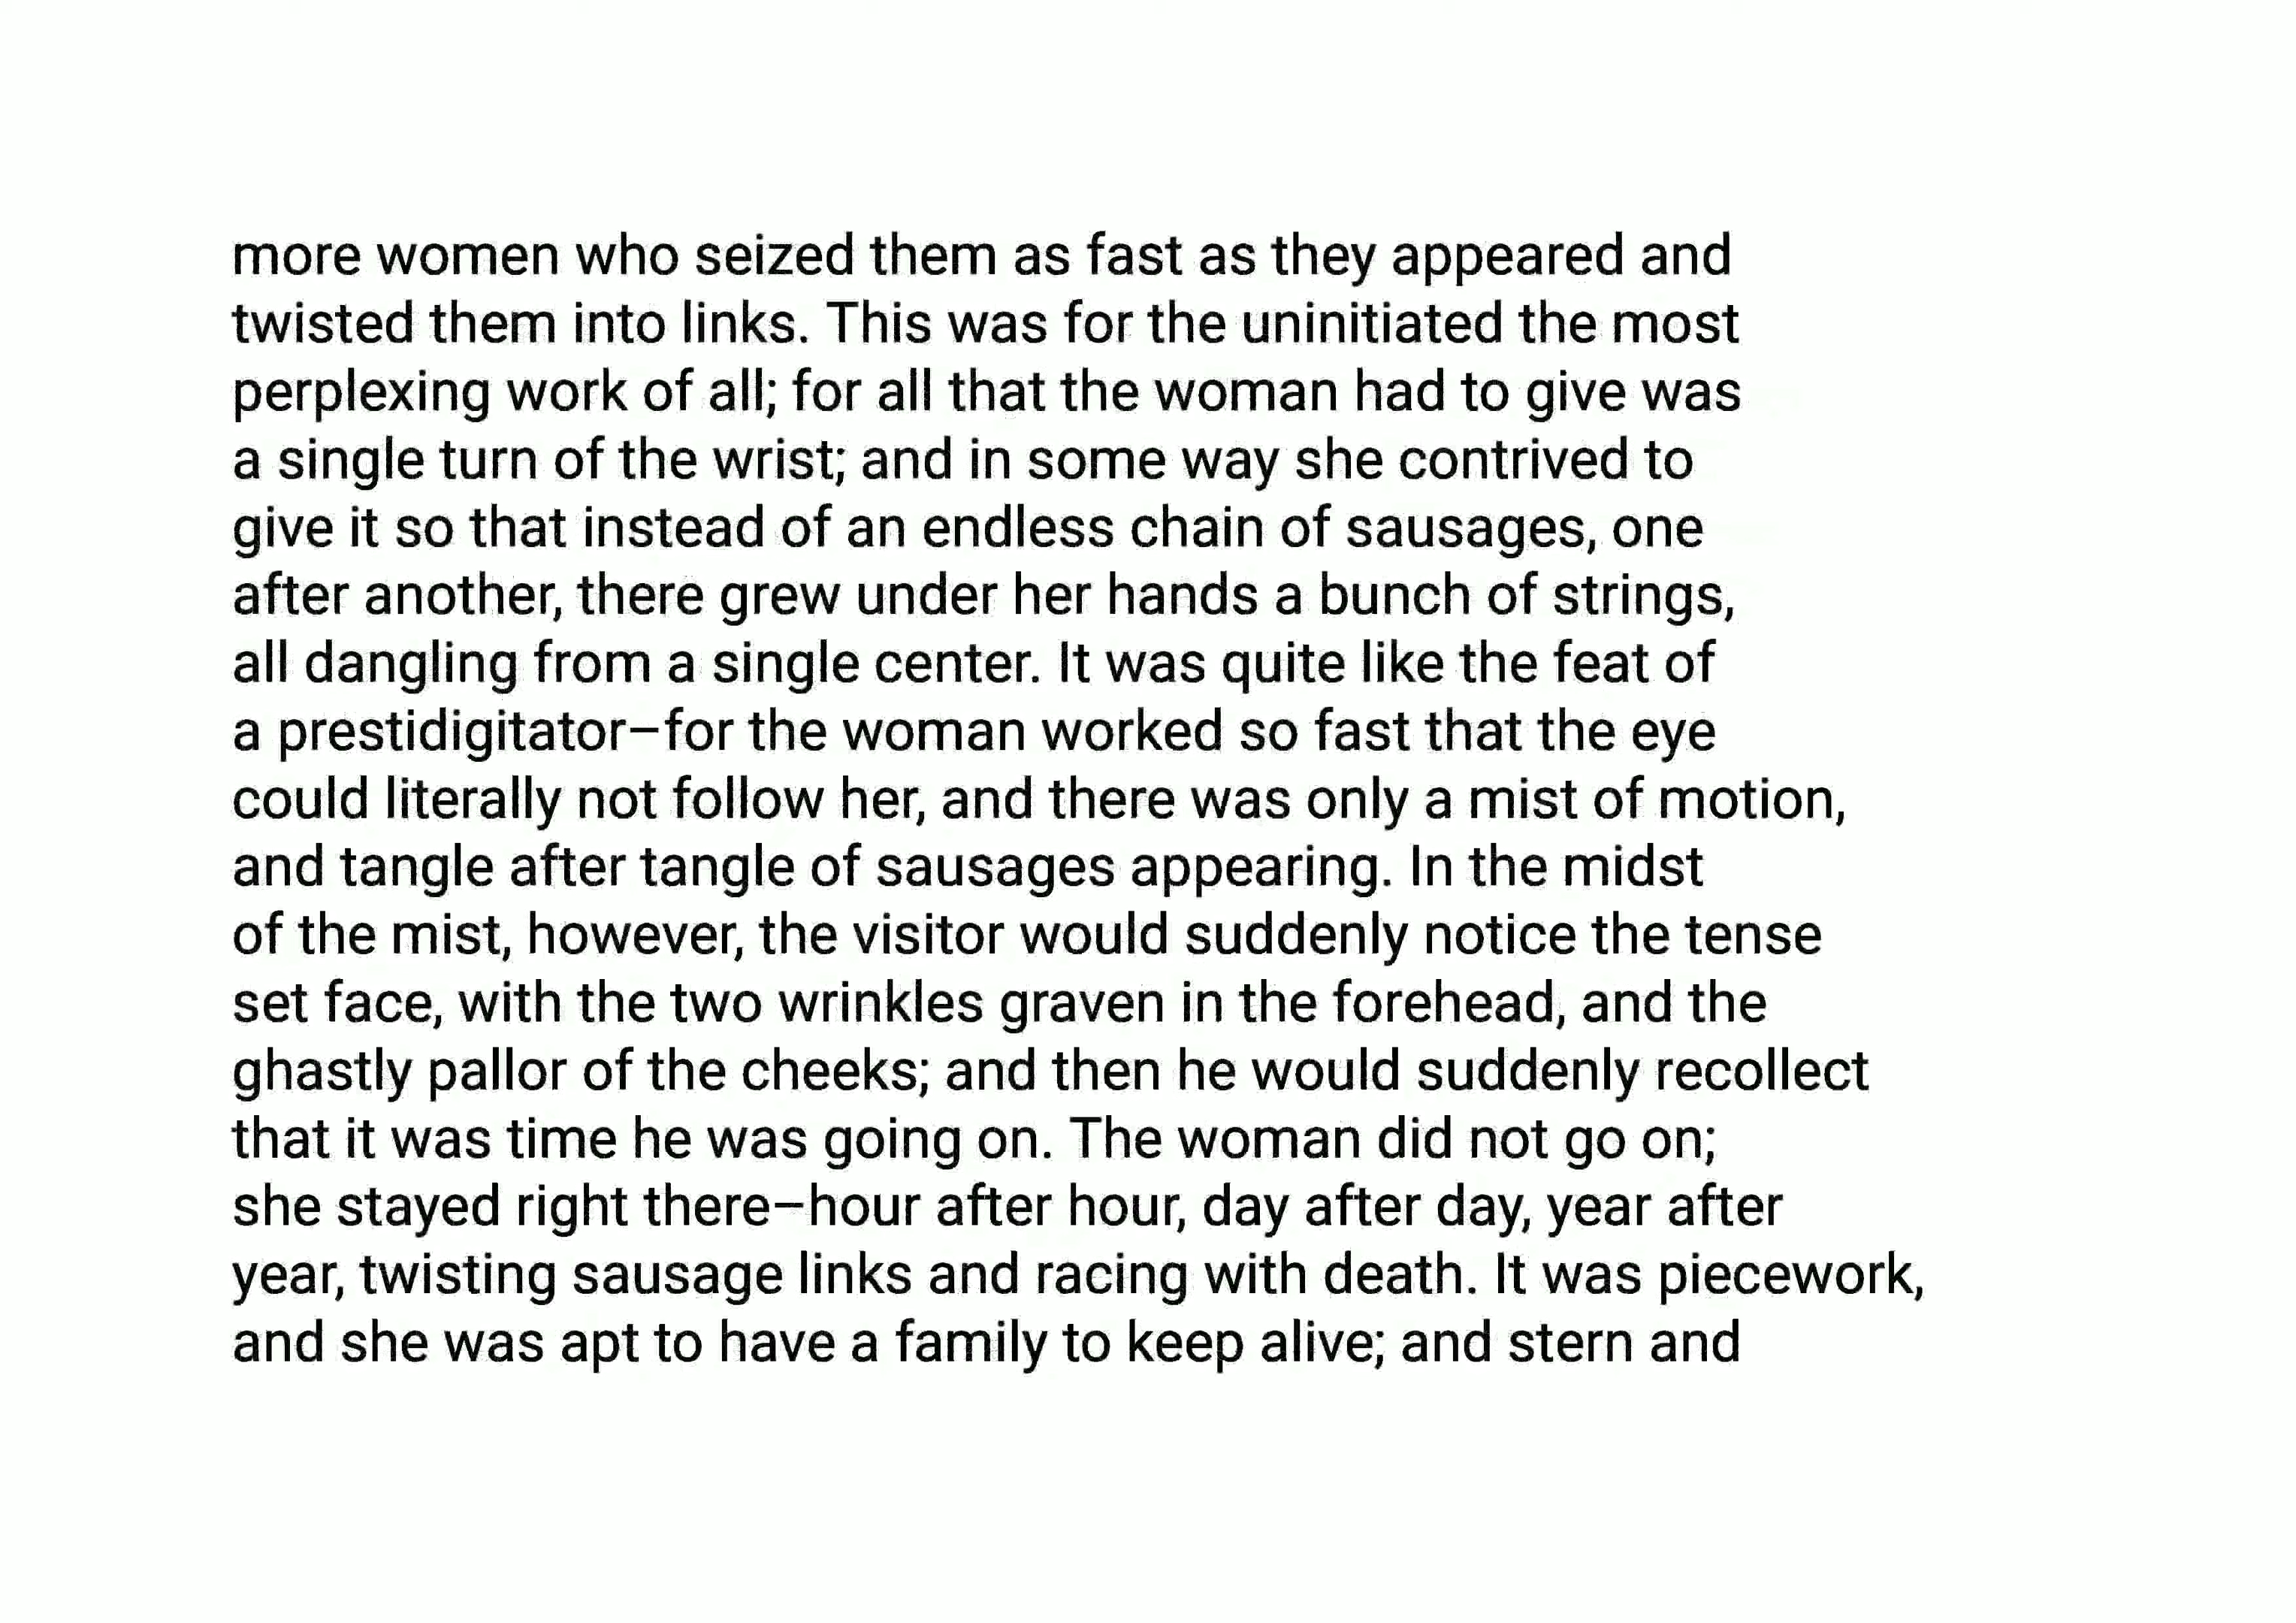 more women who seized them as fast as they appeared and
twisted them into links. This was for the uninitiated the most
perplexing work of all; for all that the woman had to give was
a single turn of the wrist; and in some way she contrived to
give it so that instead of an endless chain of sausages, one
after another, there grew under her hands a bunch of strings,
all dangling from a single center. It was quite like the feat of
a prestidigitator–for the woman worked so fast that the eye
could literally not follow her, and there was only a mist of motion,
and tangle after tangle of sausages appearing. In the midst
of the mist, however, the visitor would suddenly notice the tense
set face, with the two wrinkles graven in the forehead, and the
ghastly pallor of the cheeks; and then he would suddenly recollect
that it was time he was going on. The woman did not go on;
she stayed right there–hour after hour, day after day, year after
year, twisting sausage links and racing with death. It was piecework,
and she was apt to have a family to keep alive; and stern and